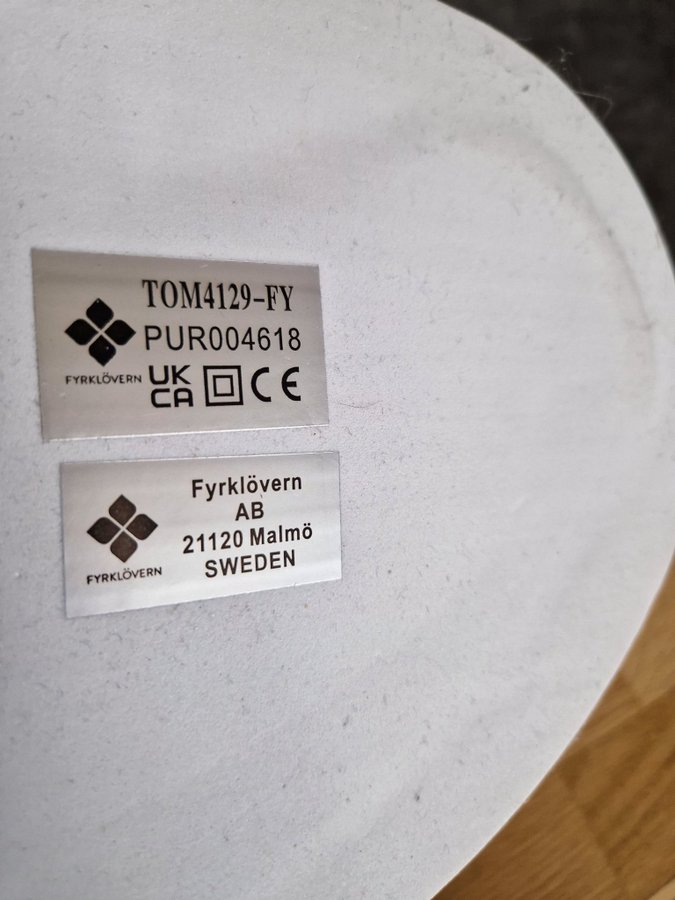 TOM4129-FY
PUR004618
FYRKLÖVERN
UK
CA
CE
Fyrklövern
AB
21120 Malmö
SWEDEN
FYRKLÖVERN